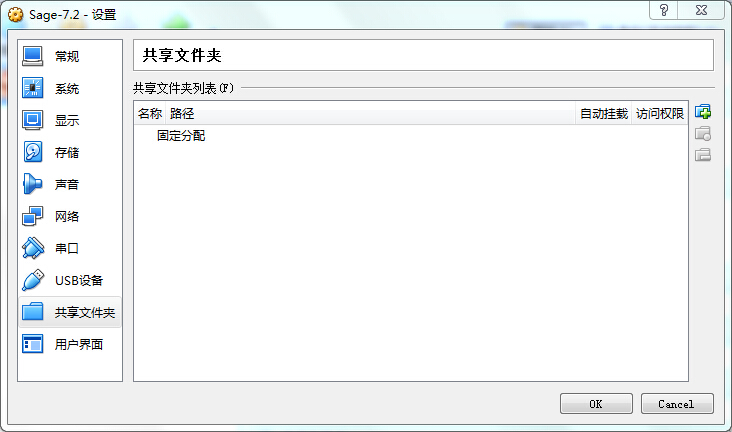 Sage-7.2 - 设置
常规
系统
显示
存储
声音
网络
串口
USB设备
共享文件夹
用户界面
共享文件夹
共享文件夹列表(F)
名称 路径 自动挂载 访问权限
固定分配
OK Cancel